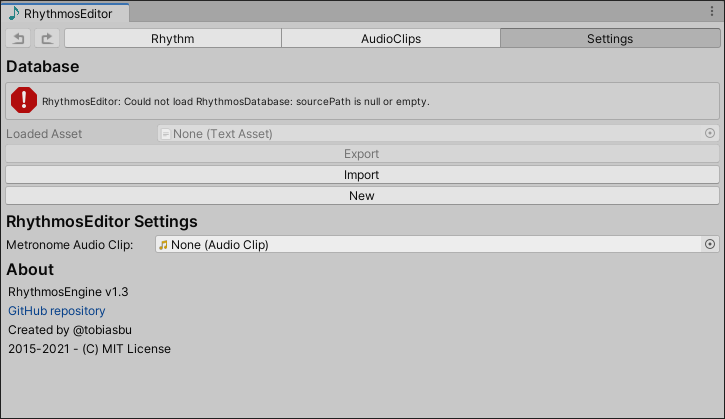 RhythmosEditor
Rhythm
AudioClips
Settings
Database
RhythmosEditor: Could not load RhythmosDatabase: sourcePath is null or empty.
Loaded Asset
None (Text Asset)
Export
Import
New
RhythmosEditor Settings
Metronome Audio Clip:
None (Audio Clip)
About
RhythmosEngine v1.3
GitHub repository
Created by @tobiasbu
2015-2021 - (C) MIT License